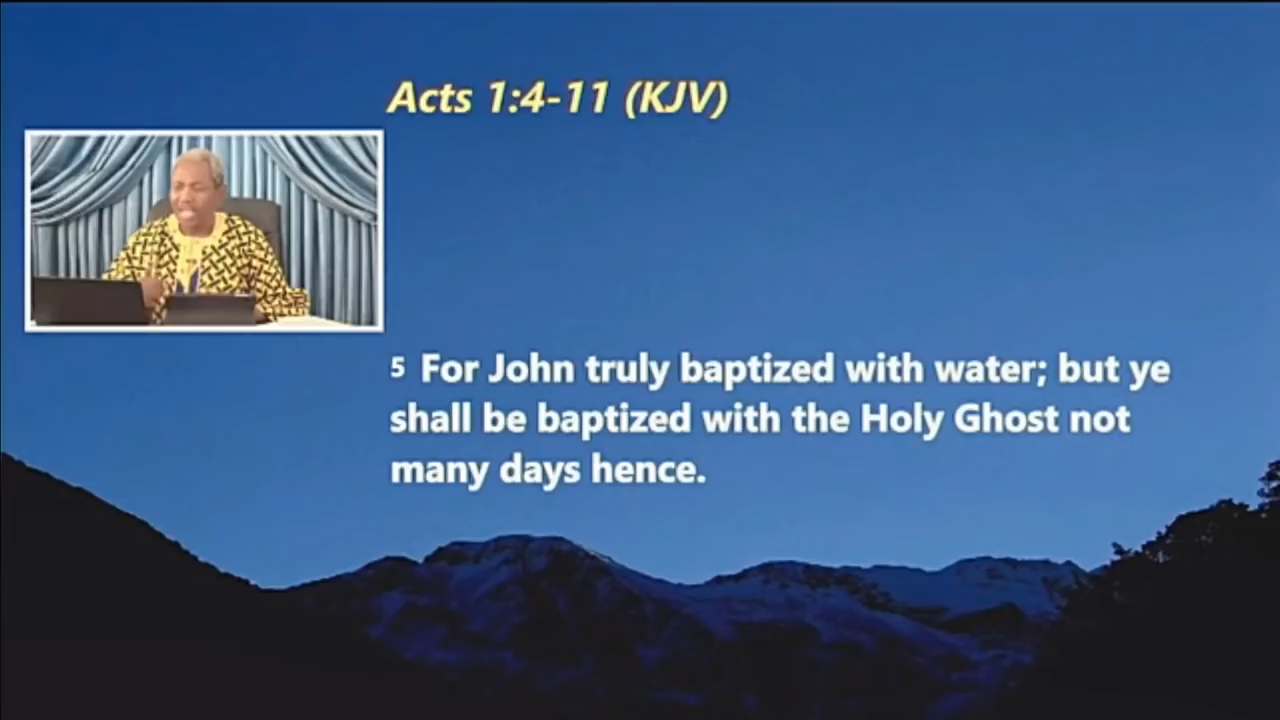 Acts 1:4-11 (KJV)
5 For John truly baptized with water; but ye
shall be baptized with the Holy Ghost not
many days hence.